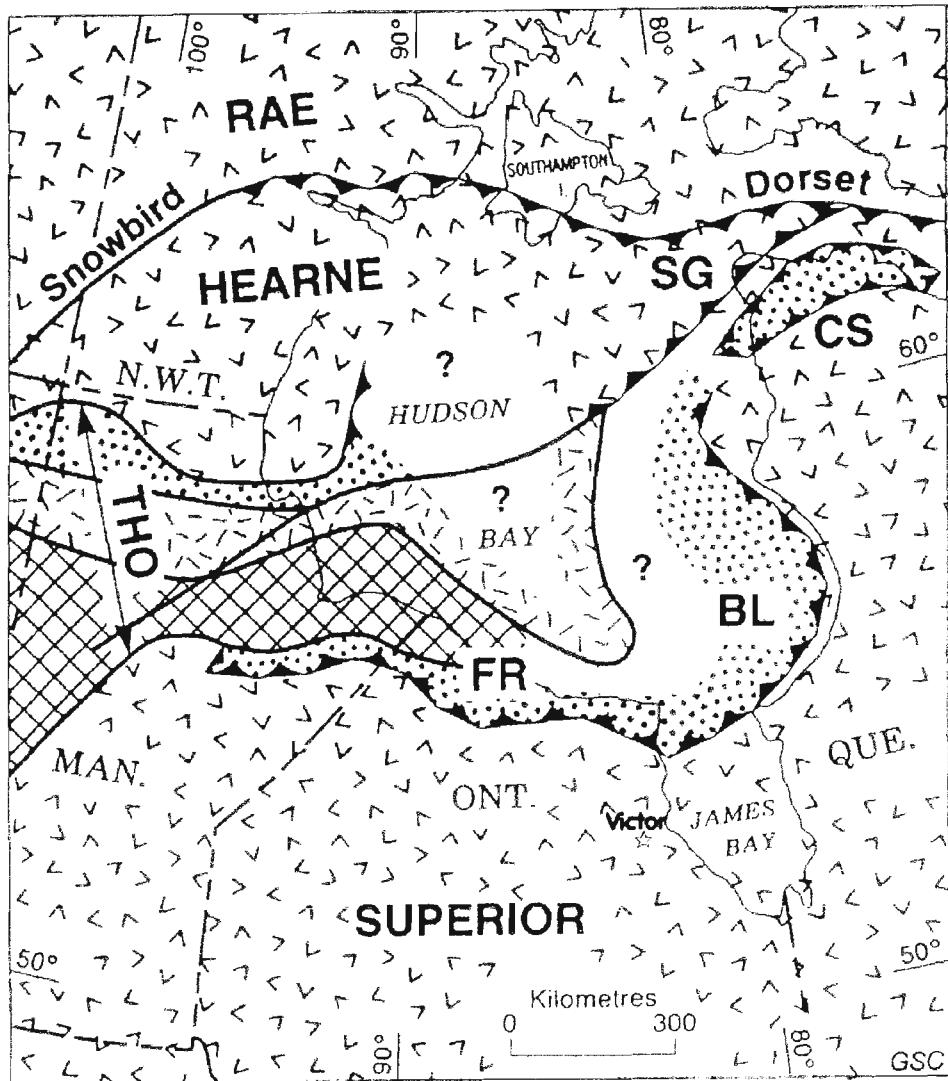 100°
90°
80°
RAE
SOUTHAMPTON
Dorset
Snowbird
HEARNE
SG
CS
60°
N.W.T.
?
HUDSON
THO
?
BAY
?
BL
FR
MAN.
ONT.
QUE.
Victor
JAMES
BAY
SUPERIOR
50°
50°
Kilometres
0 300
90°
80°
GSC